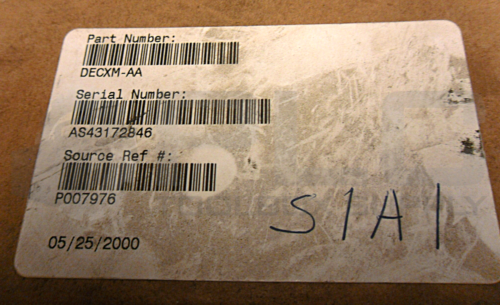 Part Number:
DECXM-AA
Serial Number:
AS43172846
Source Ref #:
P007976
S1A1
05/25/2000